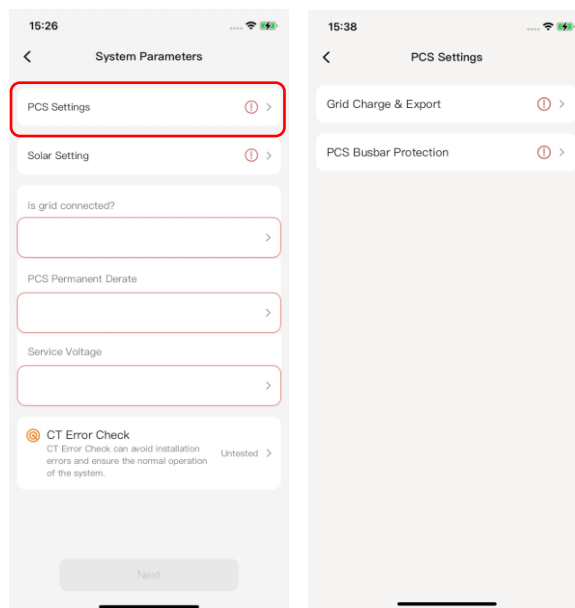 15:26
System Parameters
PCS Settings
Solar Setting
Is grid connected?
PCS Permanent Derate
Service Voltage
CT Error Check
CT Error Check can avoid installation
errors and ensure the normal operation
of the system.
Untested
Next
15:38
PCS Settings
Grid Charge & Export
PCS Busbar Protection